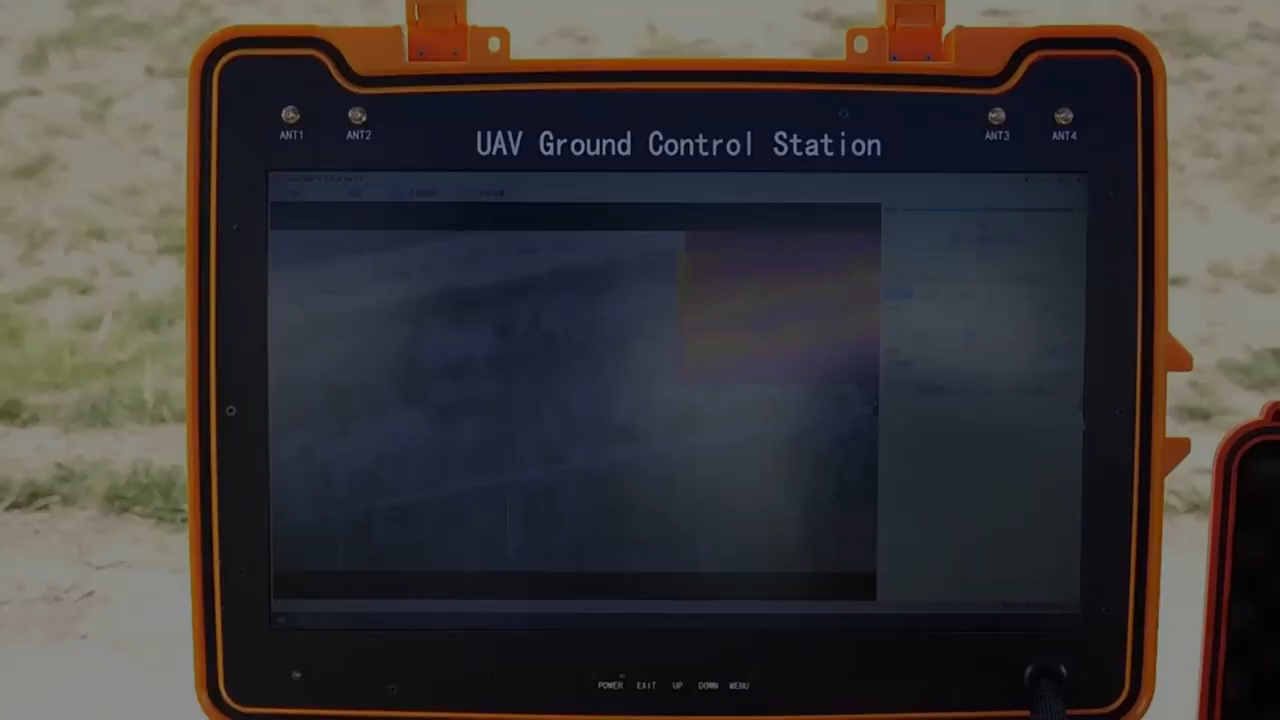 ANT1 ANT2 ANT3 ANT4
UAV Ground Control Station
POWER EXIT UP DOWN MENU